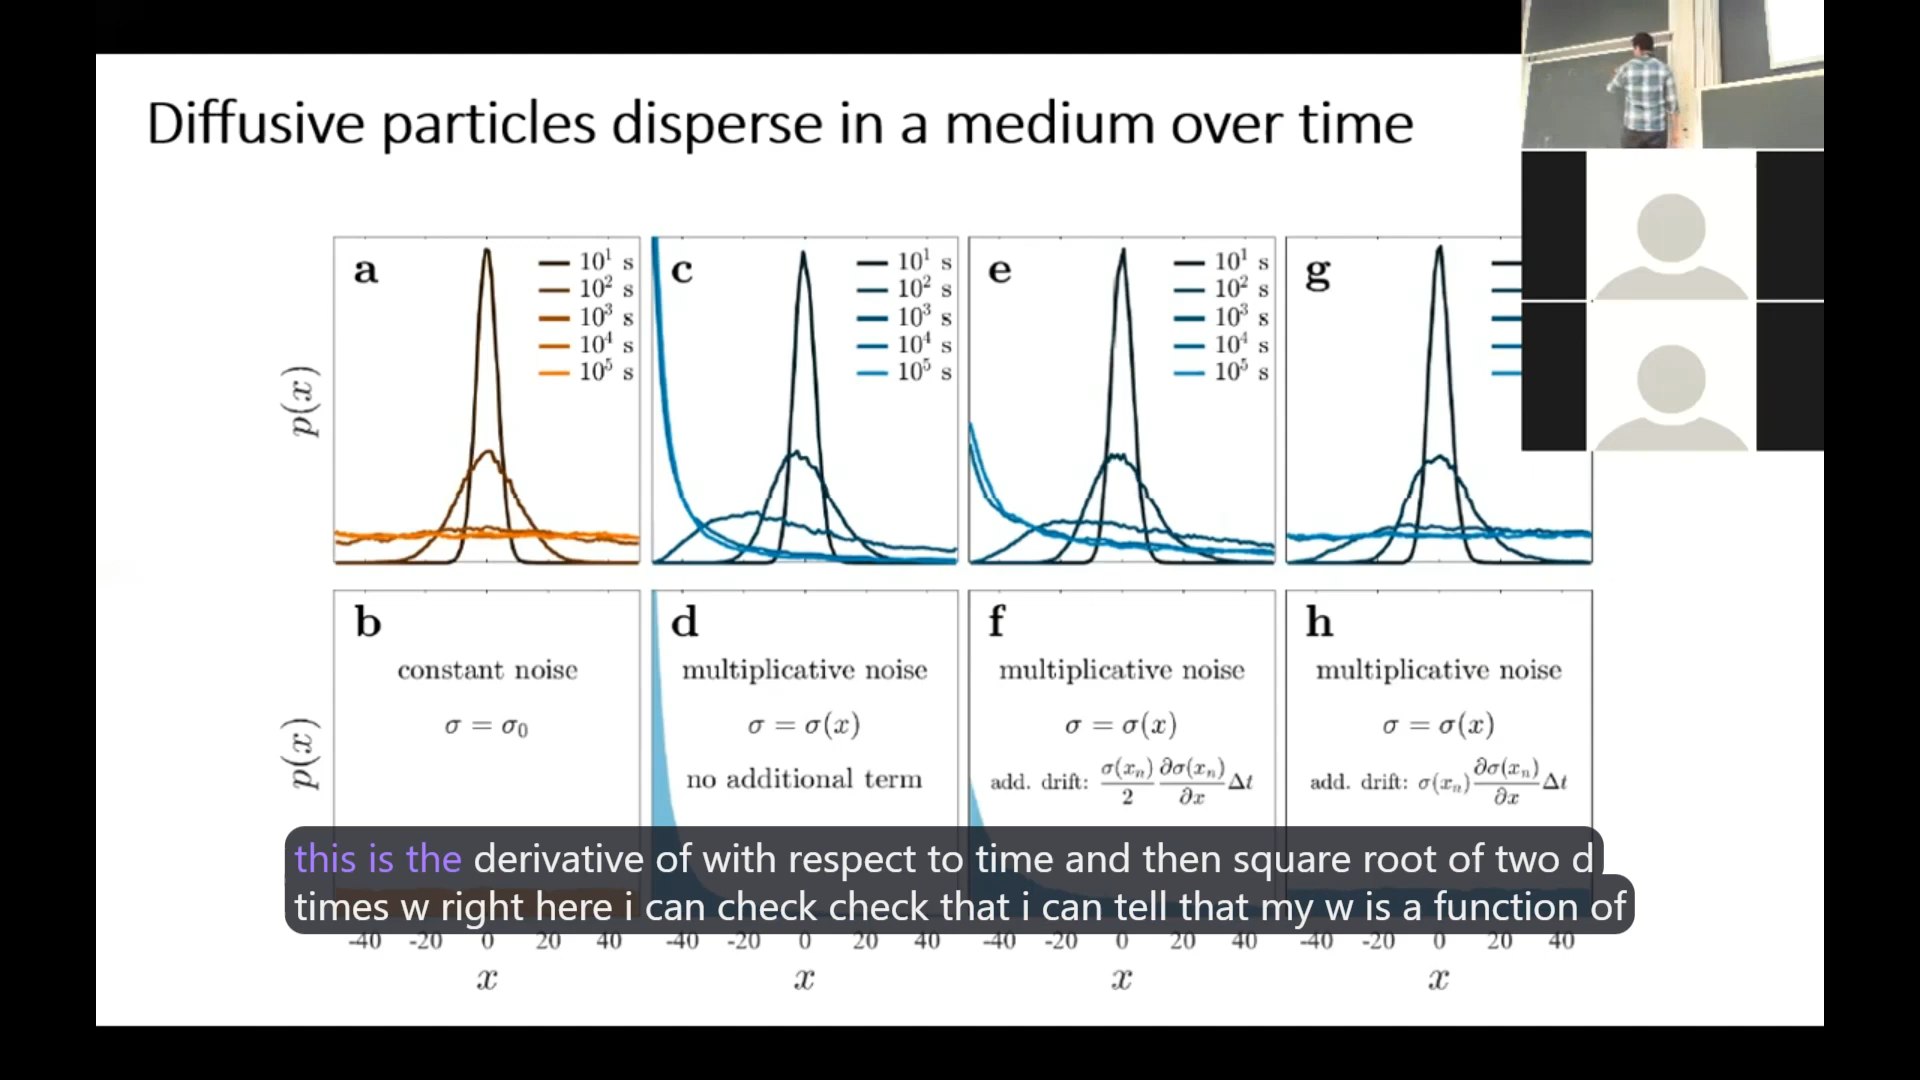 Diffusive particles disperse in a medium over time
a
10¹ s
10² s
10³ s
10⁴ s
10⁵ s
c
10¹ s
10² s
10³ s
10⁴ s
10⁵ s
e
10¹ s
10² s
10³ s
10⁴ s
10⁵ s
g
p(x)
b
constant noise
σ = σ₀
d
multiplicative noise
σ = σ(x)
no additional term
f
multiplicative noise
σ = σ(x)
add. drift: σ(xₙ)/2 ∂σ(xₙ)/∂x Δt
h
multiplicative noise
σ = σ(x)
add. drift: σ(xₙ) ∂σ(xₙ)/∂x Δt
p(x)
this is the derivative of with respect to time and then square root of two d
times w right here i can check check that i can tell that my w is a function of
-40 -20 0 20 40
-40 -20 0 20 40
-40 -20 0 20 40
-40 -20 0 20 40
x
x
x
x